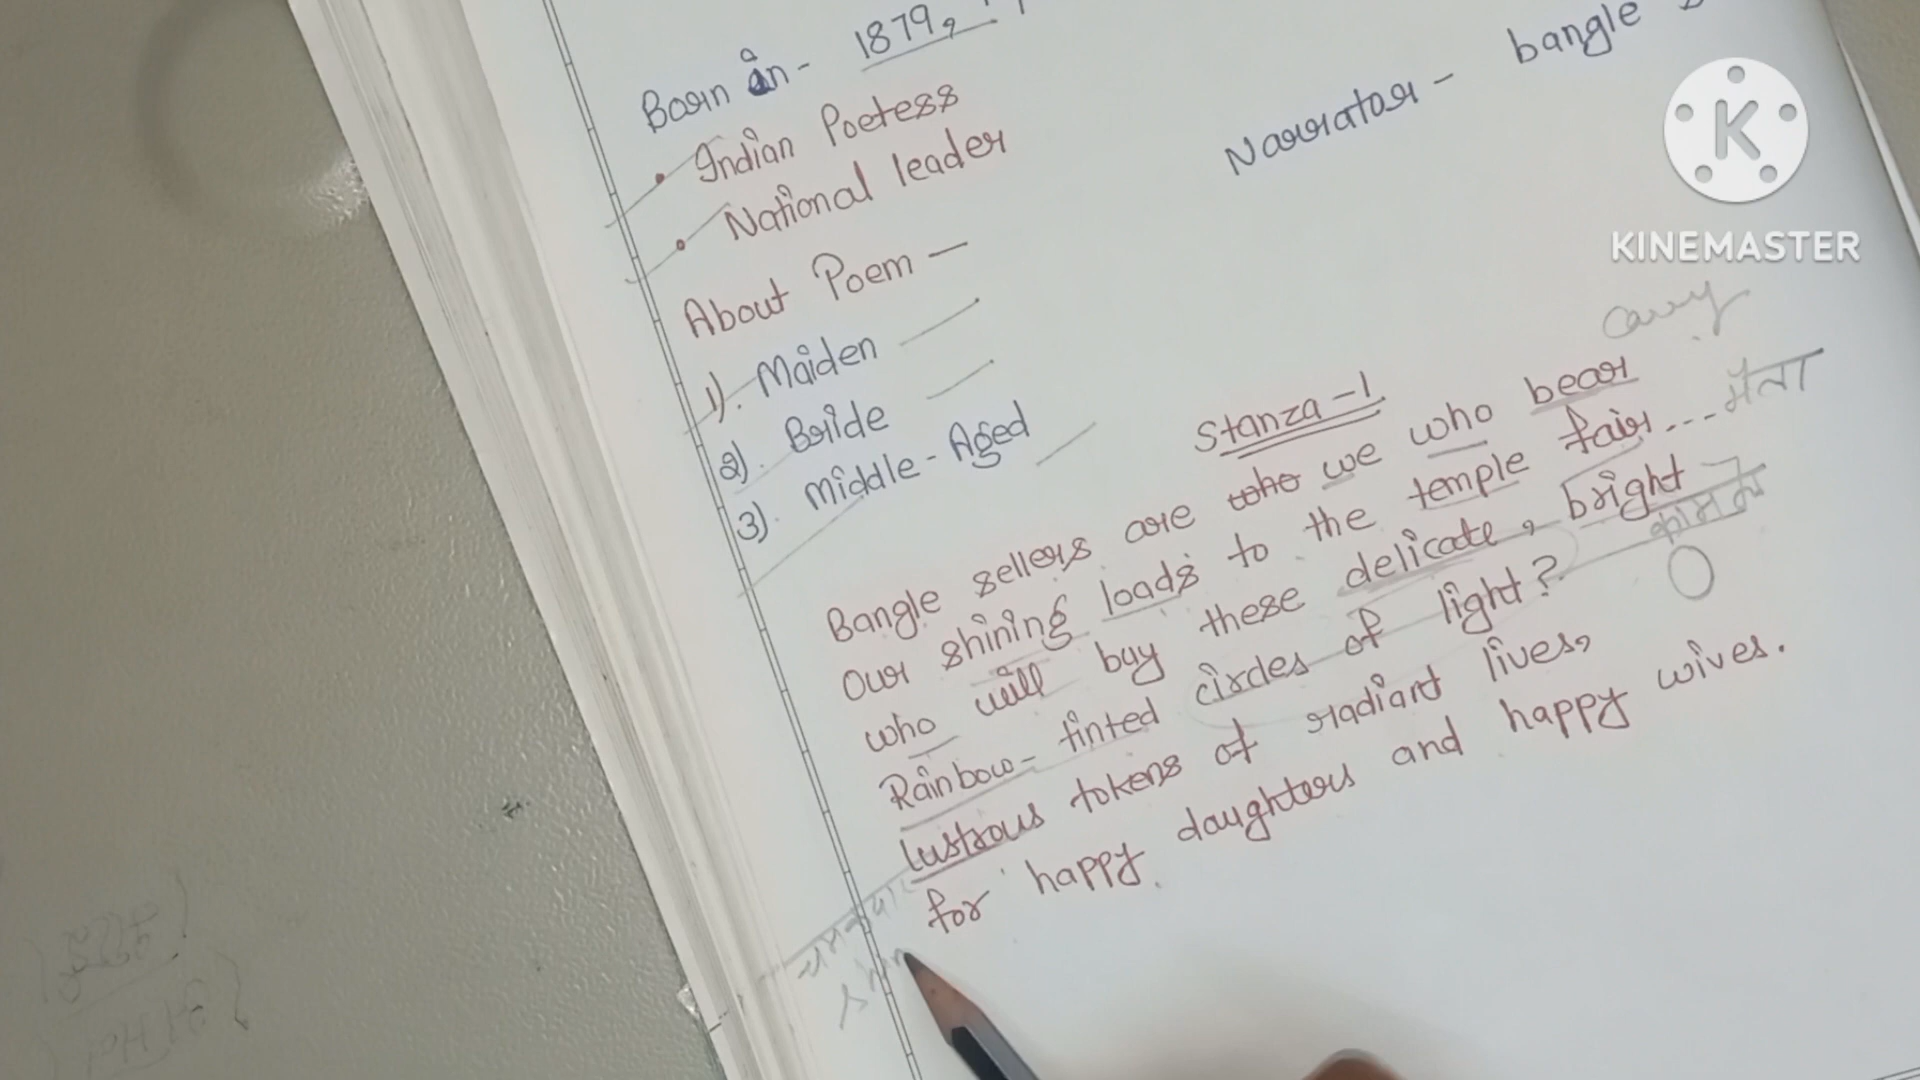 Born in - 1879,
• Indian Poetess
• National leader
Narrator - bangle
KINEMASTER
About Poem —
1). Maiden
2). Bride
3). Middle-Aged
carry
Stanza-1
Bangle sellers are who we who bear
Our shining loads to the temple fair... मेला
who will buy these delicate, bright
Rainbow-tinted circles of light?
lustrous tokens of radiant lives,
for happy daughters and happy wives.